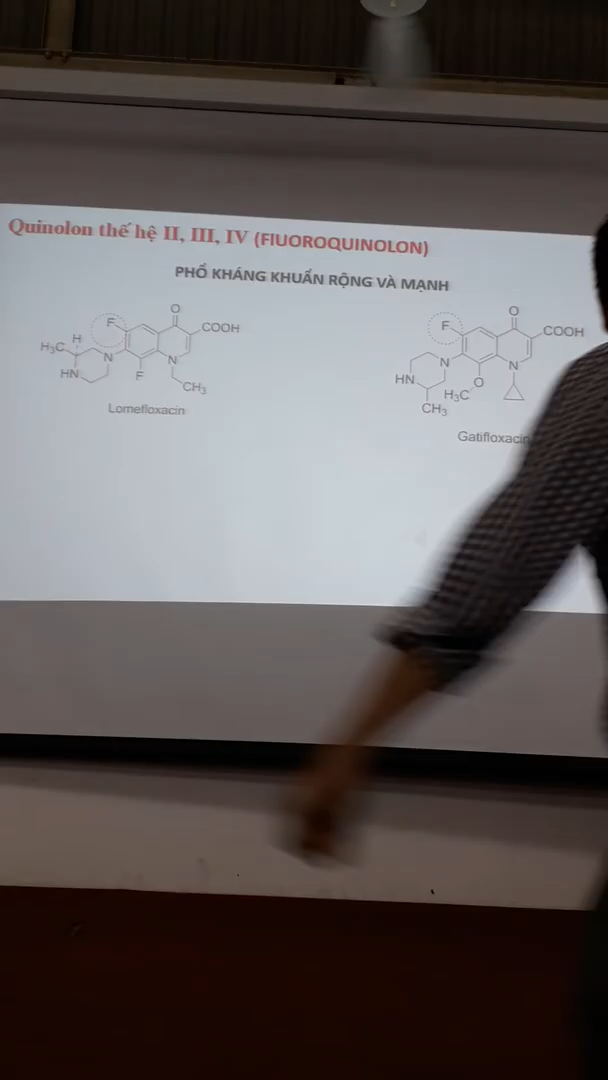 Quinolon thế hệ II, III, IV (FIUOROQUINOLON)
PHỔ KHÁNG KHUẨN RỘNG VÀ MẠNH
O
F
COOH
H
H₃C
N
N
HN
F
CH₃
Lomefloxacin
O
F
COOH
N
N
HN
O
H₃C
CH₃
Gatifloxacin